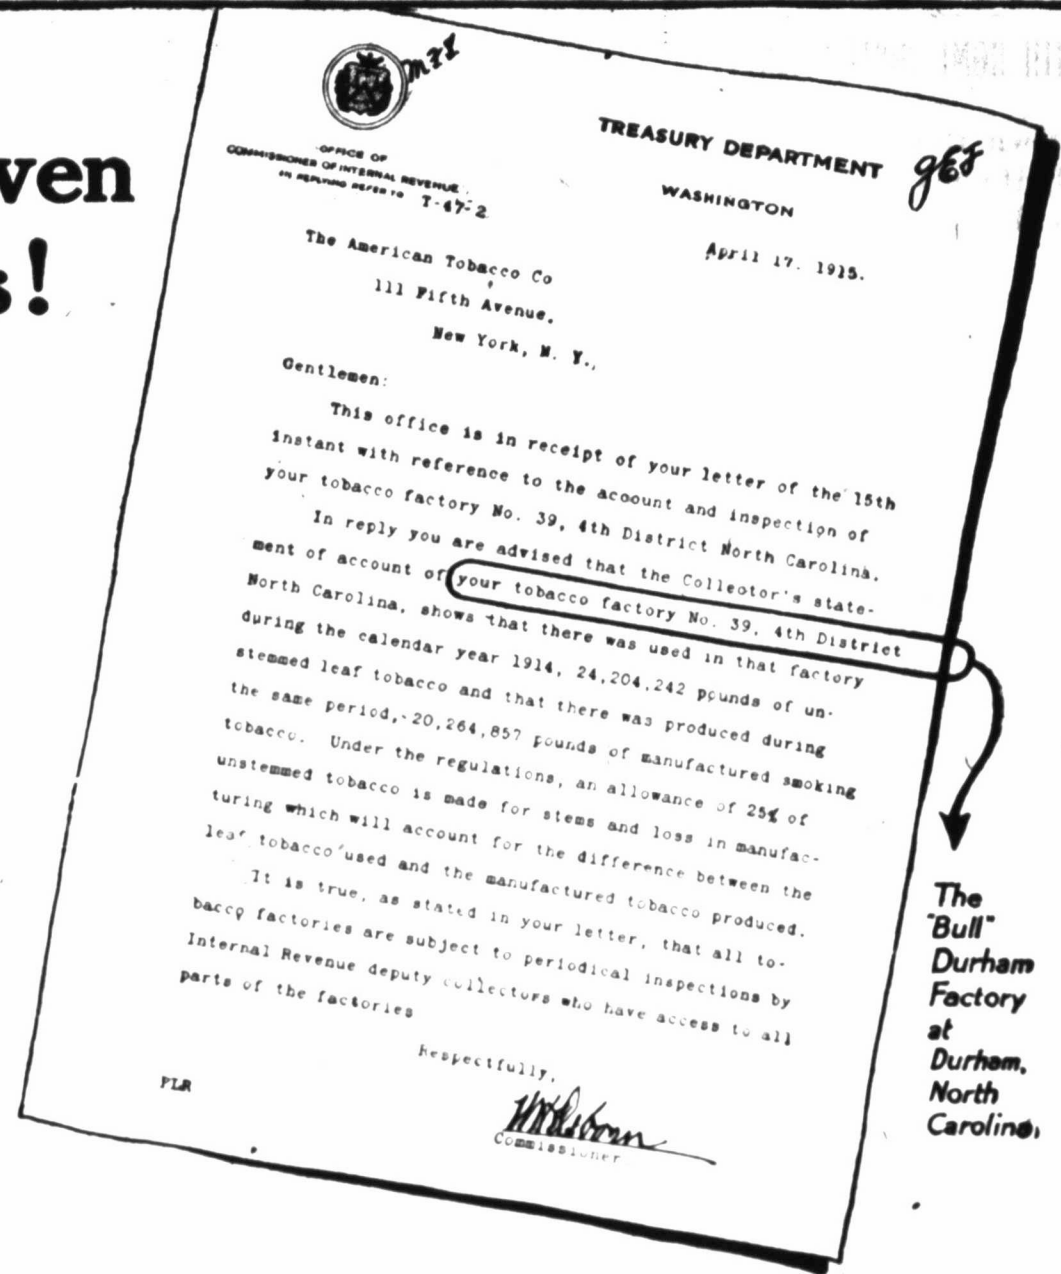 ven
s!
MFI
OFFICE OF
COMMISSIONER OF INTERNAL REVENUE
IN REPLYING REFER TO T-47-2
TREASURY DEPARTMENT
WASHINGTON
GEF
April 17. 1915.
The American Tobacco Co
111 Fifth Avenue.
New York, N. Y.,
Gentlemen:
This office is in receipt of your letter of the 15th
instant with reference to the account and inspection of
your tobacco factory No. 39, 4th District North Carolina.
In reply you are advised that the Collector's state-
ment of account of your tobacco factory No. 39, 4th District
North Carolina, shows that there was used in that factory
during the calendar year 1914, 24,204,242 pounds of un-
stemmed leaf tobacco and that there was produced during
the same period,-20,264,857 pounds of manufactured smoking
tobacco. Under the regulations, an allowance of 25% of
unstemmed tobacco is made for stems and loss in manufac-
turing which will account for the difference between the
leaf tobacco used and the manufactured tobacco produced.
It is true, as stated in your letter, that all to-
bacco factories are subject to periodical inspections by
Internal Revenue deputy collectors who have access to all
parts of the factories
Respectfully,
PLR
WH Osborn
Commissioner
The
"Bull"
Durham
Factory
at
Durham,
North
Carolina,